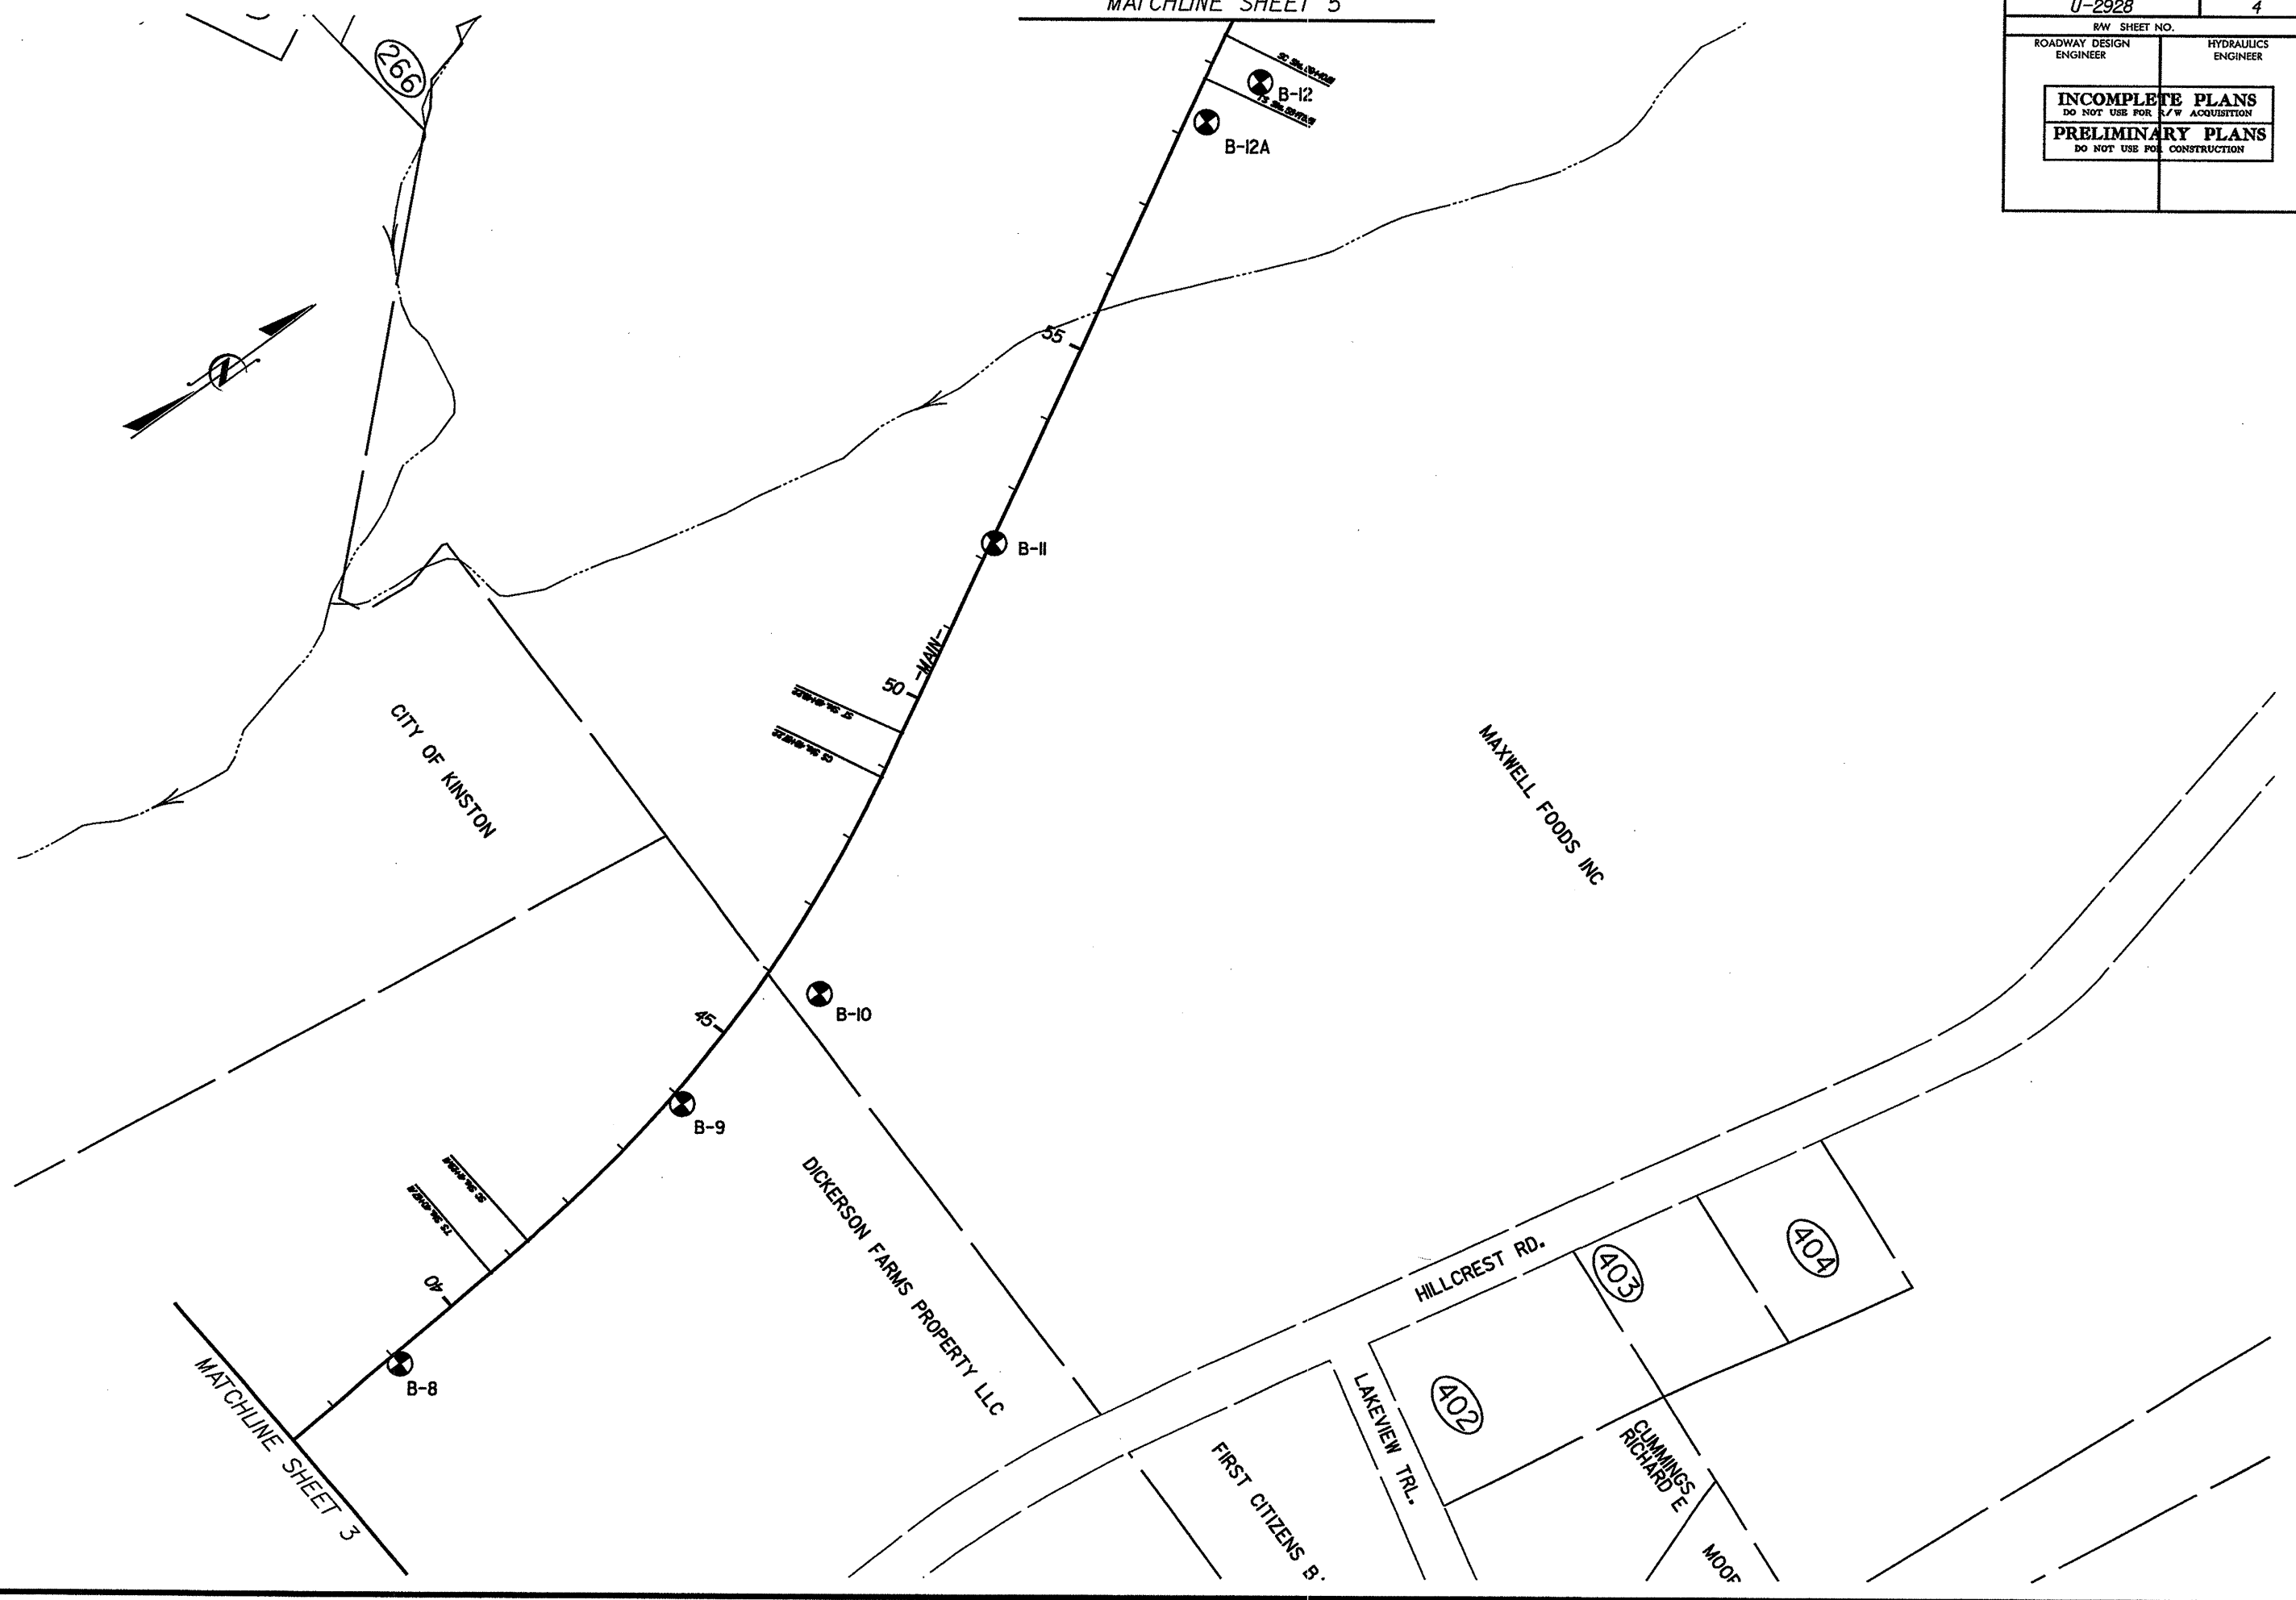 MATCHLINE SHEET 5
U-2928
4
R/W SHEET NO.
ROADWAY DESIGN
ENGINEER
HYDRAULICS
ENGINEER
INCOMPLETE PLANS
DO NOT USE FOR R/W ACQUISITION
PRELIMINARY PLANS
DO NOT USE FOR CONSTRUCTION
266
B-12
B-12A
N
55
B-11
-MAIN-
50
CITY OF KINSTON
MAXWELL FOODS INC
B-10
45
B-9
DICKERSON FARMS PROPERTY LLC
40
B-8
MATCHLINE SHEET 3
HILLCREST RD.
LAKEVIEW TRL.
402
403
404
FIRST CITIZENS B
CUMMINGS
RICHARD E